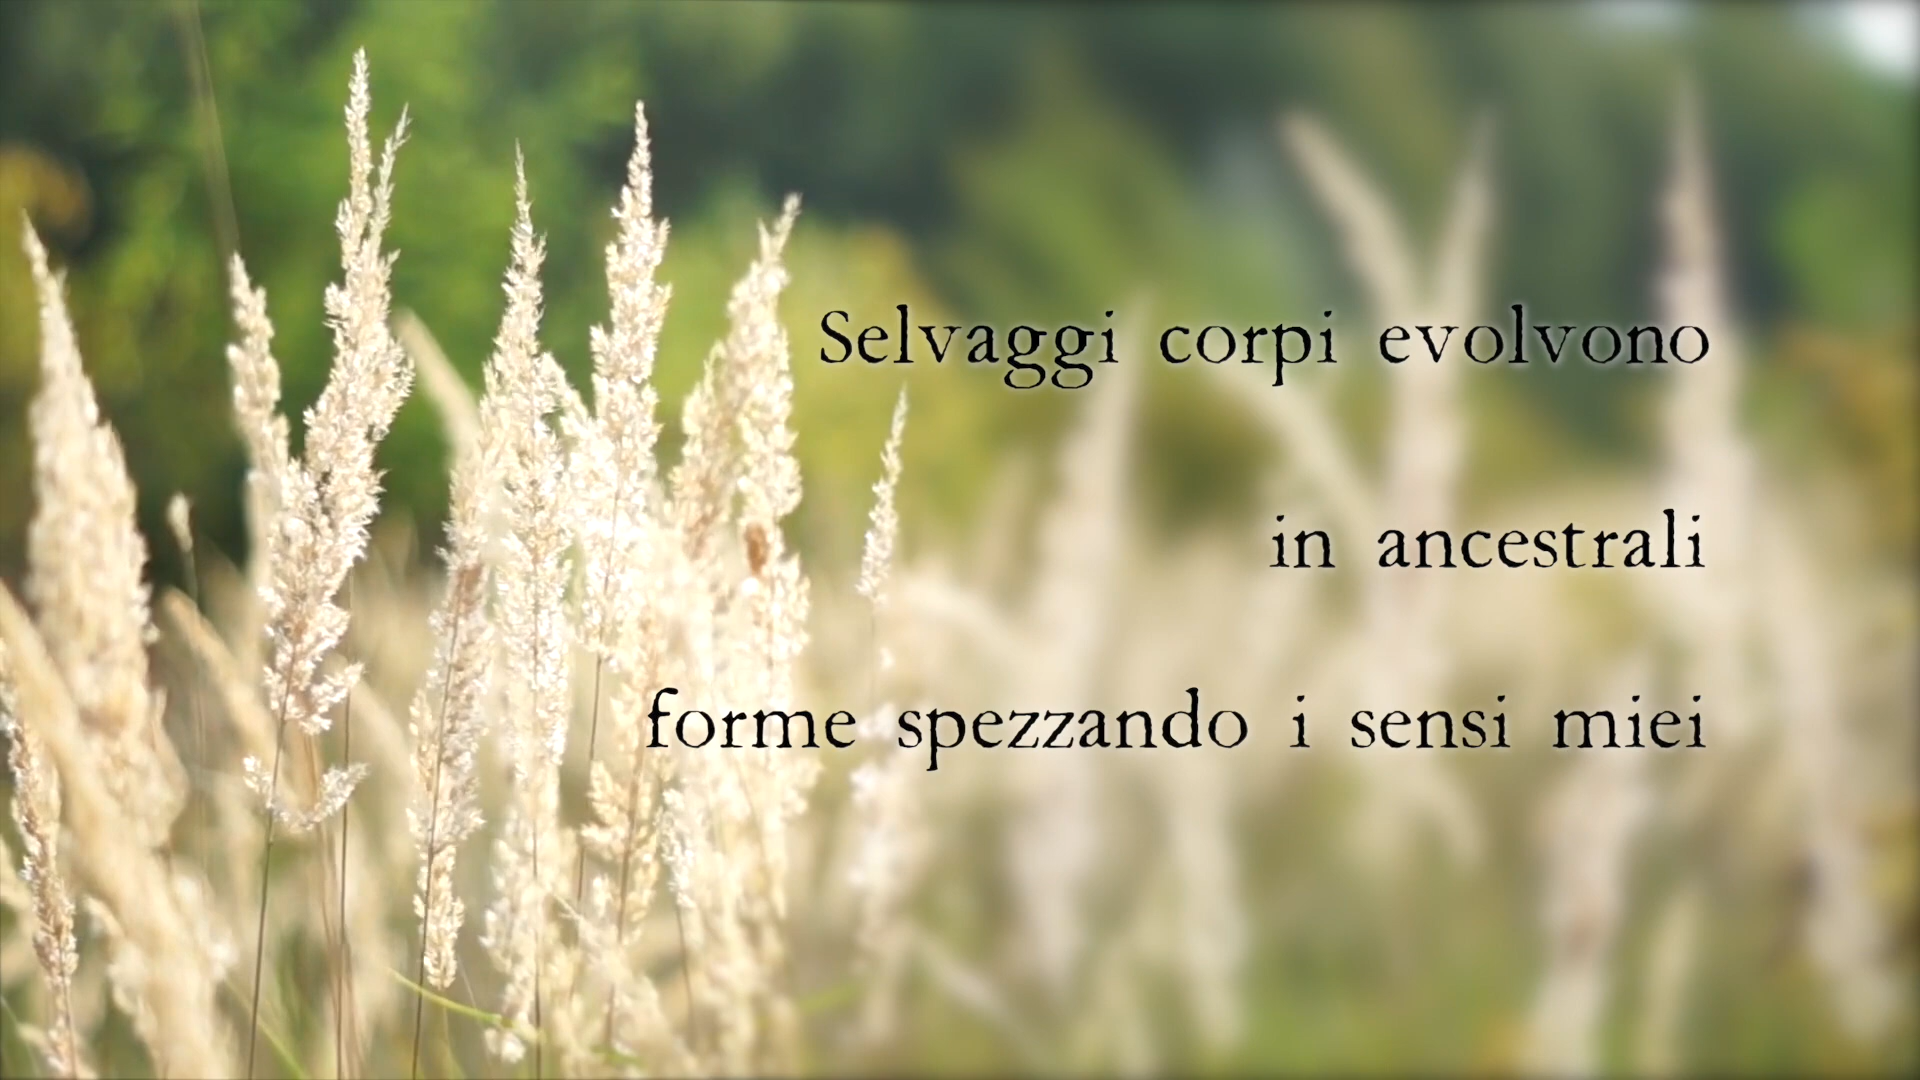 Selvaggi corpi evolvono
in ancestrali
forme spezzando i sensi miei